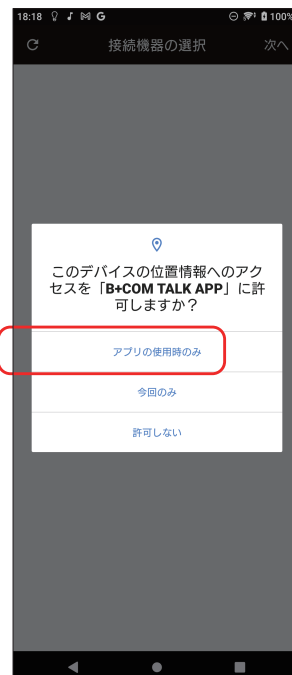 18:18 G 100%
接続機器の選択 次へ
このデバイスの位置情報へのアク
セスを「B+COM TALK APP」に許
可しますか？
アプリの使用時のみ
今回のみ
許可しない